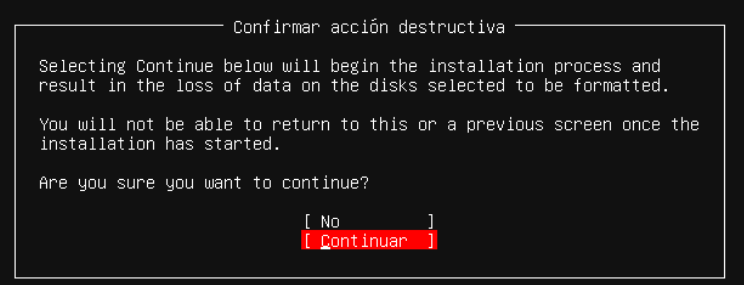 Confirmar acción destructiva
Selecting Continue below will begin the installation process and
result in the loss of data on the disks selected to be formatted.
You will not be able to return to this or a previous screen once the
installation has started.
Are you sure you want to continue?
[ No ]
[ Continuar ]